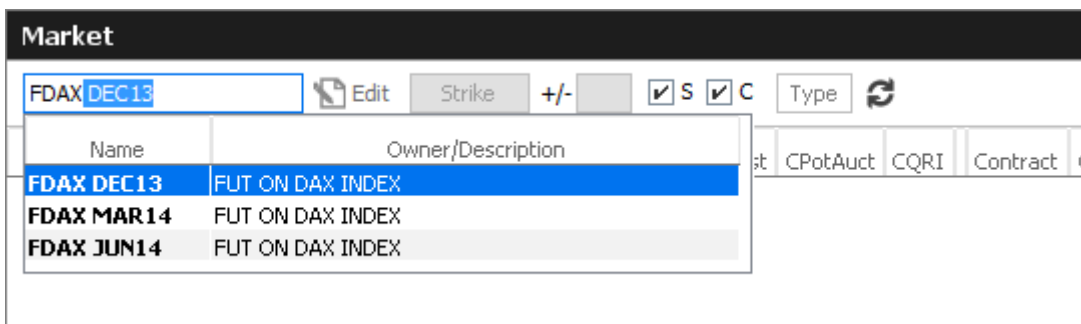 Market
FDAX DEC13 Edit Strike +/- S C Type
Name Owner/Description CPotAuct CQRI Contract
FDAX DEC13 FUT ON DAX INDEX
FDAX MAR14 FUT ON DAX INDEX
FDAX JUN14 FUT ON DAX INDEX